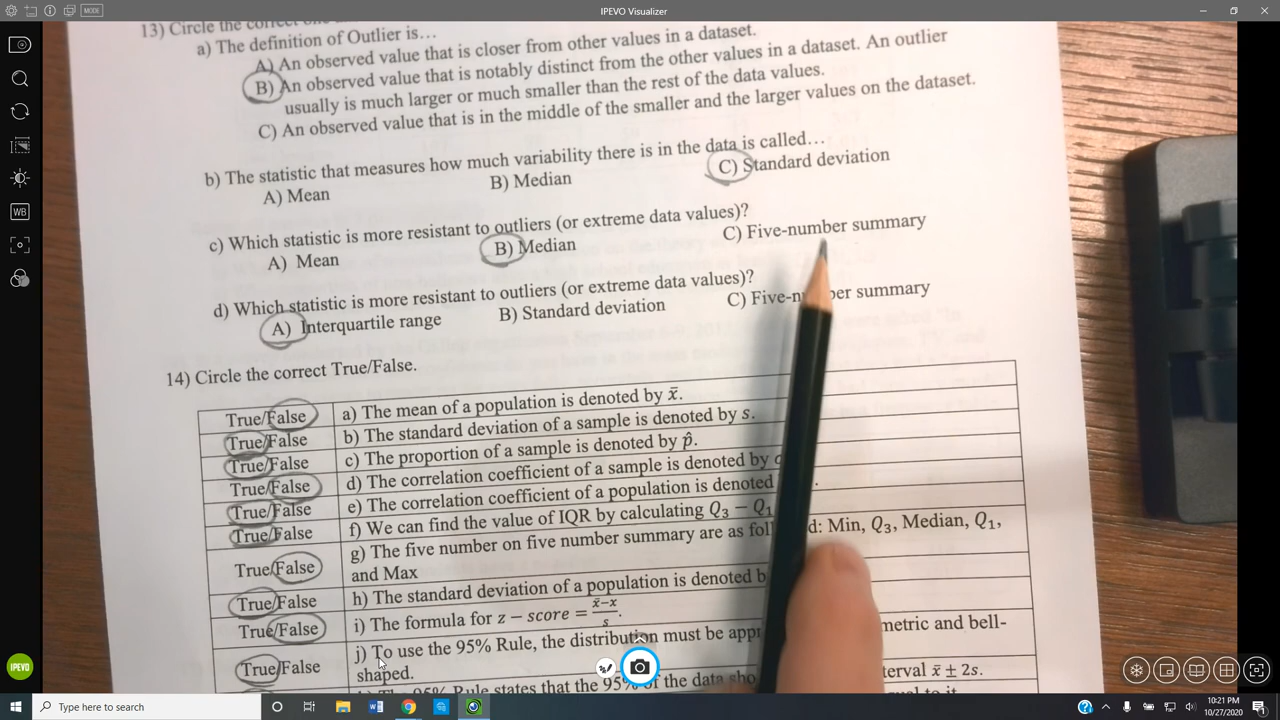 IPEVO Visualizer
MODE
WB
IPEVO
13) Circle the correct
a) The definition of Outlier is…
A) An observed value that is closer from other values in a dataset.
B) An observed value that is notably distinct from the other values in a dataset. An outlier
usually is much larger or much smaller than the rest of the data values.
C) An observed value that is in the middle of the smaller and the larger values on the dataset.
b) The statistic that measures how much variability there is in the data is called…
A) Mean B) Median C) Standard deviation
c) Which statistic is more resistant to outliers (or extreme data values)?
A) Mean B) Median C) Five-number summary
d) Which statistic is more resistant to outliers (or extreme data values)?
A) Interquartile range B) Standard deviation C) Five- summary
14) Circle the correct True/False.
True/False a) The mean of a population is denoted by x̄.
True/False b) The standard deviation of a sample is denoted by s.
True/False c) The proportion of a sample is denoted by p̂.
True/False d) The correlation coefficient of a sample is denoted by
True/False e) The correlation coefficient of a population is denoted
True/False f) We can find the value of IQR by calculating Q₃ − Q₁
True/False g) The five number on five number summary are as d: Min, Q₃, Median, Q₁,
and Max
True/False h) The standard deviation of a population is denoted
True/False i) The formula for z − score = x̄−x/s.
True/False j) To use the 95% Rule, the distribution must be metric and bell-
shaped.
95% Rule states that the 95% of the data terval x̄ ± 2s.
Type here to search
10:21 PM
10/27/2020